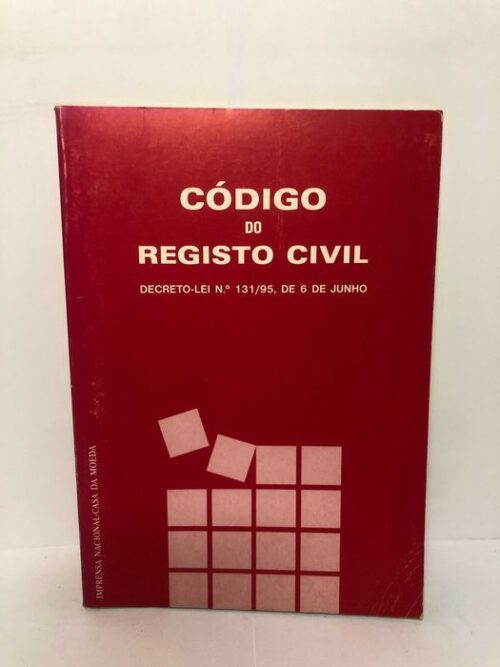 CÓDIGO
DO
REGISTO CIVIL
DECRETO-LEI N.º 131/95, DE 6 DE JUNHO
IMPRENSA NACIONAL-CASA DA MOEDA